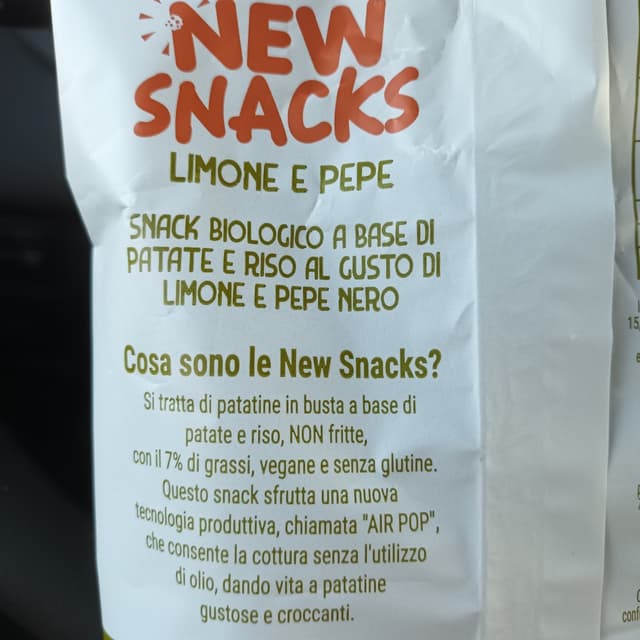 NEW
SNACKS
LIMONE E PEPE
SNACK BIOLOGICO A BASE DI
PATATE E RISO AL GUSTO DI
LIMONE E PEPE NERO
Cosa sono le New Snacks?
Si tratta di patatine in busta a base di
patate e riso, NON fritte,
con il 7% di grassi, vegane e senza glutine.
Questo snack sfrutta una nuova
tecnologia produttiva, chiamata "AIR POP",
che consente la cottura senza l'utilizzo
di olio, dando vita a patatine
gustose e croccanti.
15,